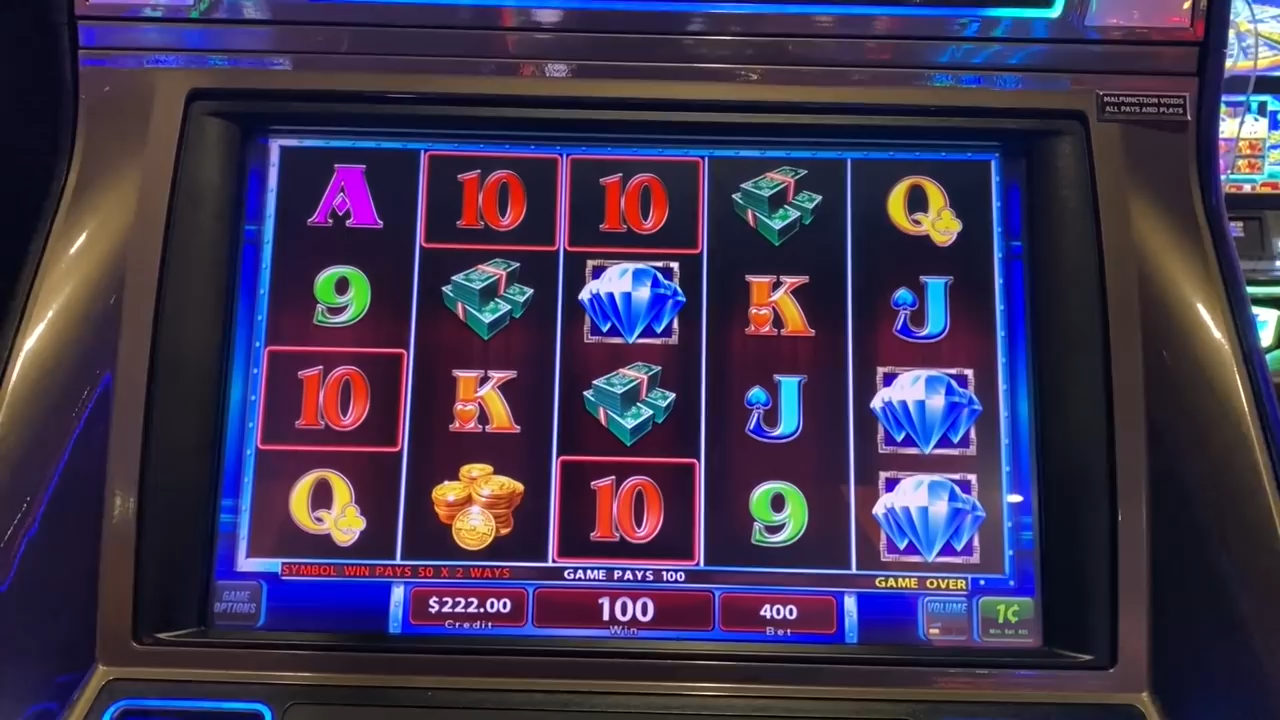 MALFUNCTION VOIDS
ALL PAYS AND PLAYS
A 10 10 Q
9 K J
10 K J
Q 10 9
SYMBOL WIN PAYS 50 X 2 WAYS
GAME PAYS 100
GAME OVER
GAME
OPTIONS
$222.00
Credit
100
Win
400
Bet
VOLUME
1¢